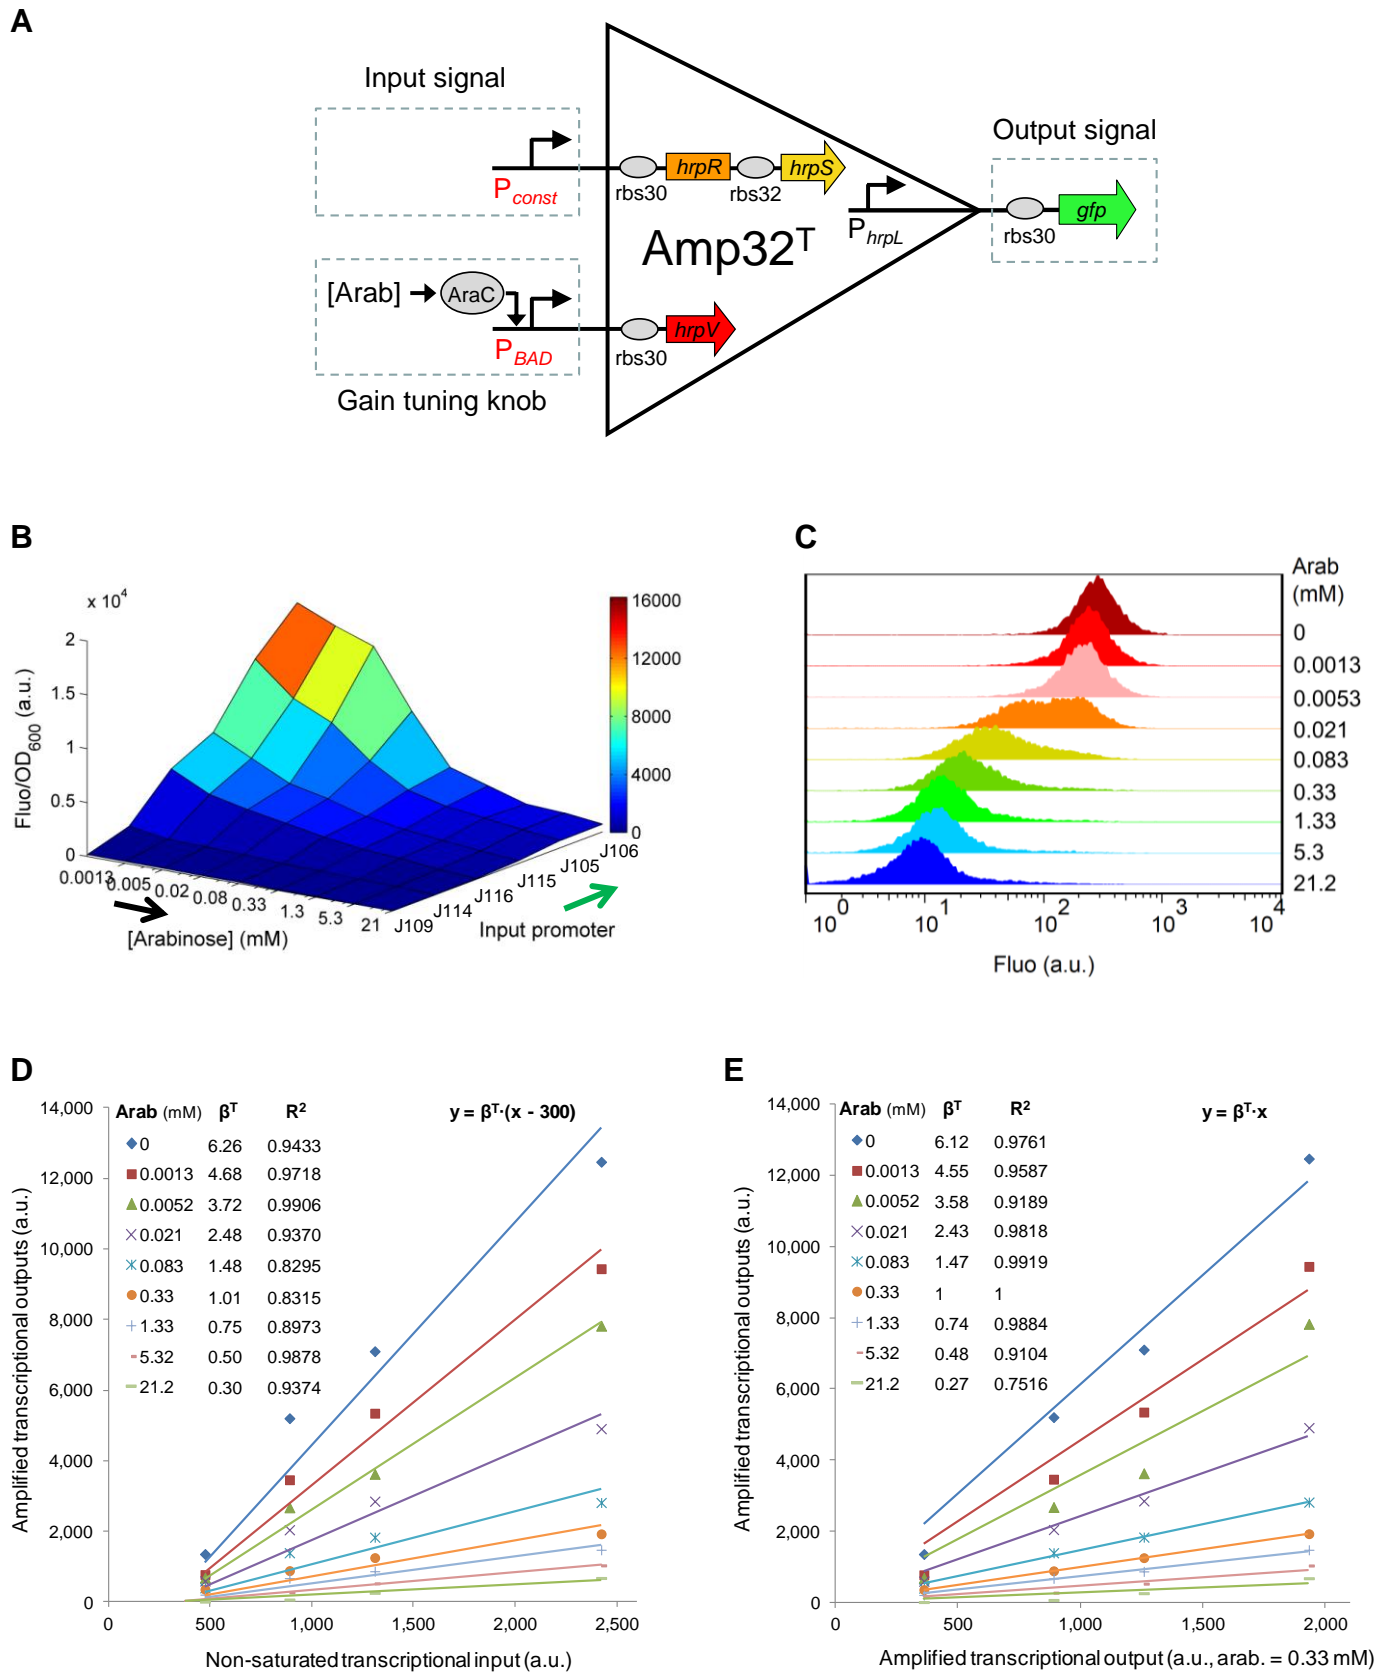 A
Input signal
P const
rbs30
hrpR
rbs32
hrpS
P hrpL
Output signal
rbs30
gfp
Amp32ᵀ
[Arab]
AraC
P BAD
rbs30
hrpV
Gain tuning knob
B
x 10⁴
Fluo/OD₆₀₀ (a.u.)
2
1.5
1
0.5
0
0.0013
0.005
0.02
0.08
0.33
1.3
5.3
21
[Arabinose] (mM)
J109
J114
J116
J115
J105
J106
Input promoter
16000
12000
8000
4000
0
C
Arab
(mM)
0
0.0013
0.0053
0.021
0.083
0.33
1.33
5.3
21.2
10⁰
10¹
10²
10³
10⁴
Fluo (a.u.)
D
Amplified transcriptional outputs (a.u.)
14,000
12,000
10,000
8,000
6,000
4,000
2,000
0
Arab (mM) βᵀ R²
y = βᵀ·(x - 300)
0 6.26 0.9433
0.0013 4.68 0.9718
0.0052 3.72 0.9906
0.021 2.48 0.9370
0.083 1.48 0.8295
0.33 1.01 0.8315
1.33 0.75 0.8973
5.32 0.50 0.9878
21.2 0.30 0.9374
0 500 1,000 1,500 2,000 2,500
Non-saturated transcriptional input (a.u.)
E
Amplified transcriptional outputs (a.u.)
14,000
12,000
10,000
8,000
6,000
4,000
2,000
0
Arab (mM) βᵀ R²
y = βᵀ·x
0 6.12 0.9761
0.0013 4.55 0.9587
0.0052 3.58 0.9189
0.021 2.43 0.9818
0.083 1.47 0.9919
0.33 1 1
1.33 0.74 0.9884
5.32 0.48 0.9104
21.2 0.27 0.7516
0 500 1,000 1,500 2,000
Amplified transcriptional output (a.u., arab. = 0.33 mM)